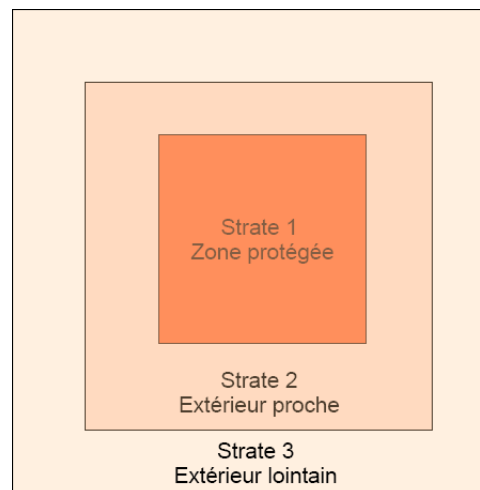 Strate 1
Zone protégée
Strate 2
Extérieur proche
Strate 3
Extérieur lointain